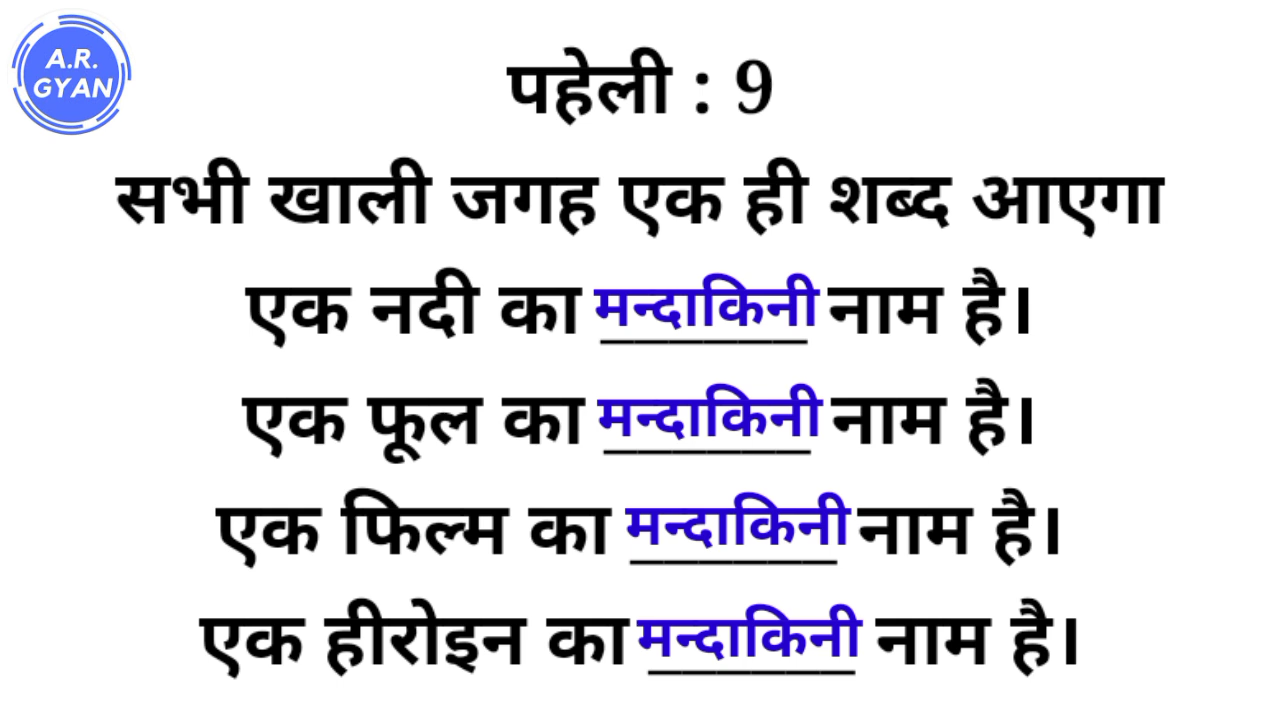 A.R.
GYAN
पहेली : 9
सभी खाली जगह एक ही शब्द आएगा
एक नदी का मन्दाकिनी नाम है।
एक फूल का मन्दाकिनी नाम है।
एक फिल्म का मन्दाकिनी नाम है।
एक हीरोइन का मन्दाकिनी नाम है।